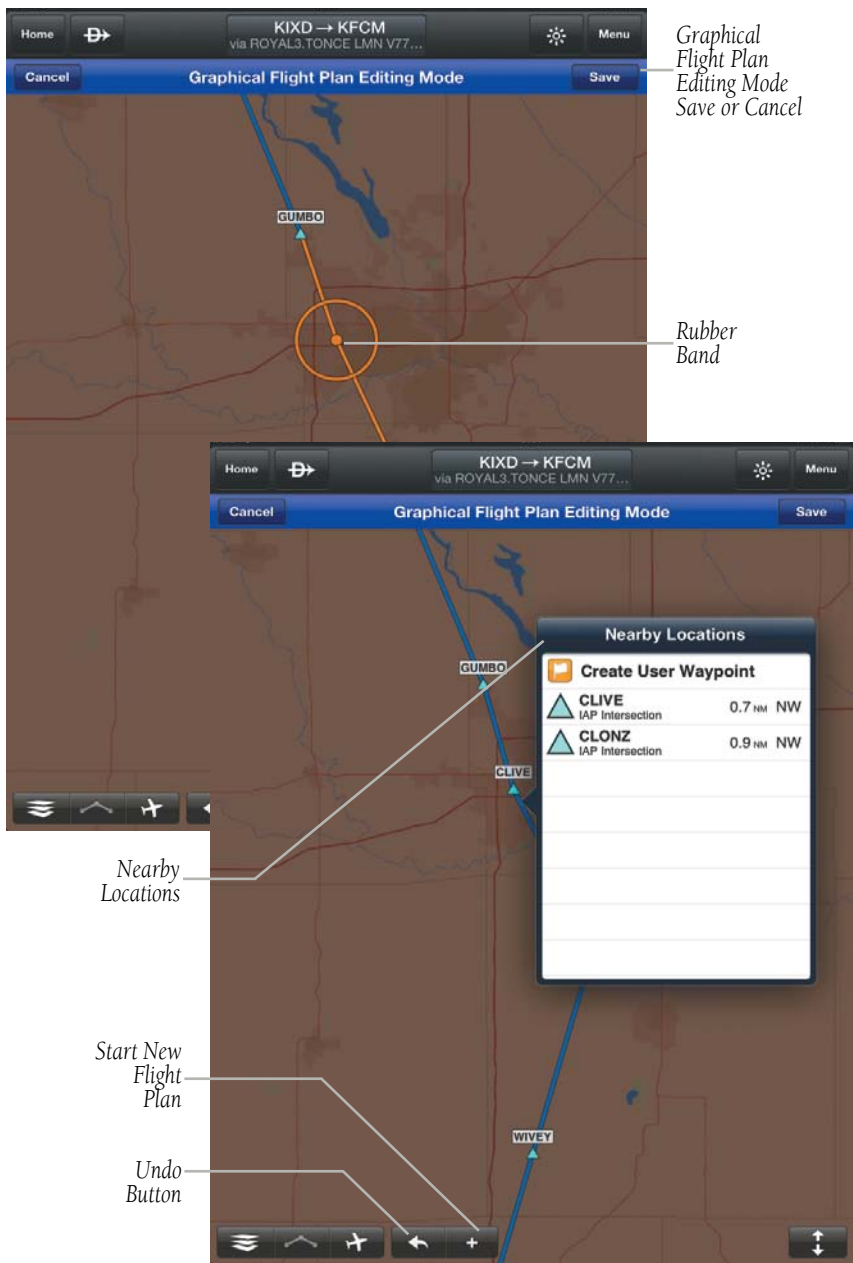 Home
KIXD → KFCM
via ROYAL3.TONCE LMN V77...
Menu
Cancel
Graphical Flight Plan Editing Mode
Save
Graphical
Flight Plan
Editing Mode
Save or Cancel
GUMBO
Rubber
Band
Home
KIXD → KFCM
via ROYAL3.TONCE LMN V77...
Menu
Cancel
Graphical Flight Plan Editing Mode
Save
Nearby Locations
Create User Waypoint
CLIVE
IAP Intersection
0.7 NM NW
CLONZ
IAP Intersection
0.9 NM NW
GUMBO
CLIVE
Nearby
Locations
Start New
Flight
Plan
WIVEY
Undo
Button